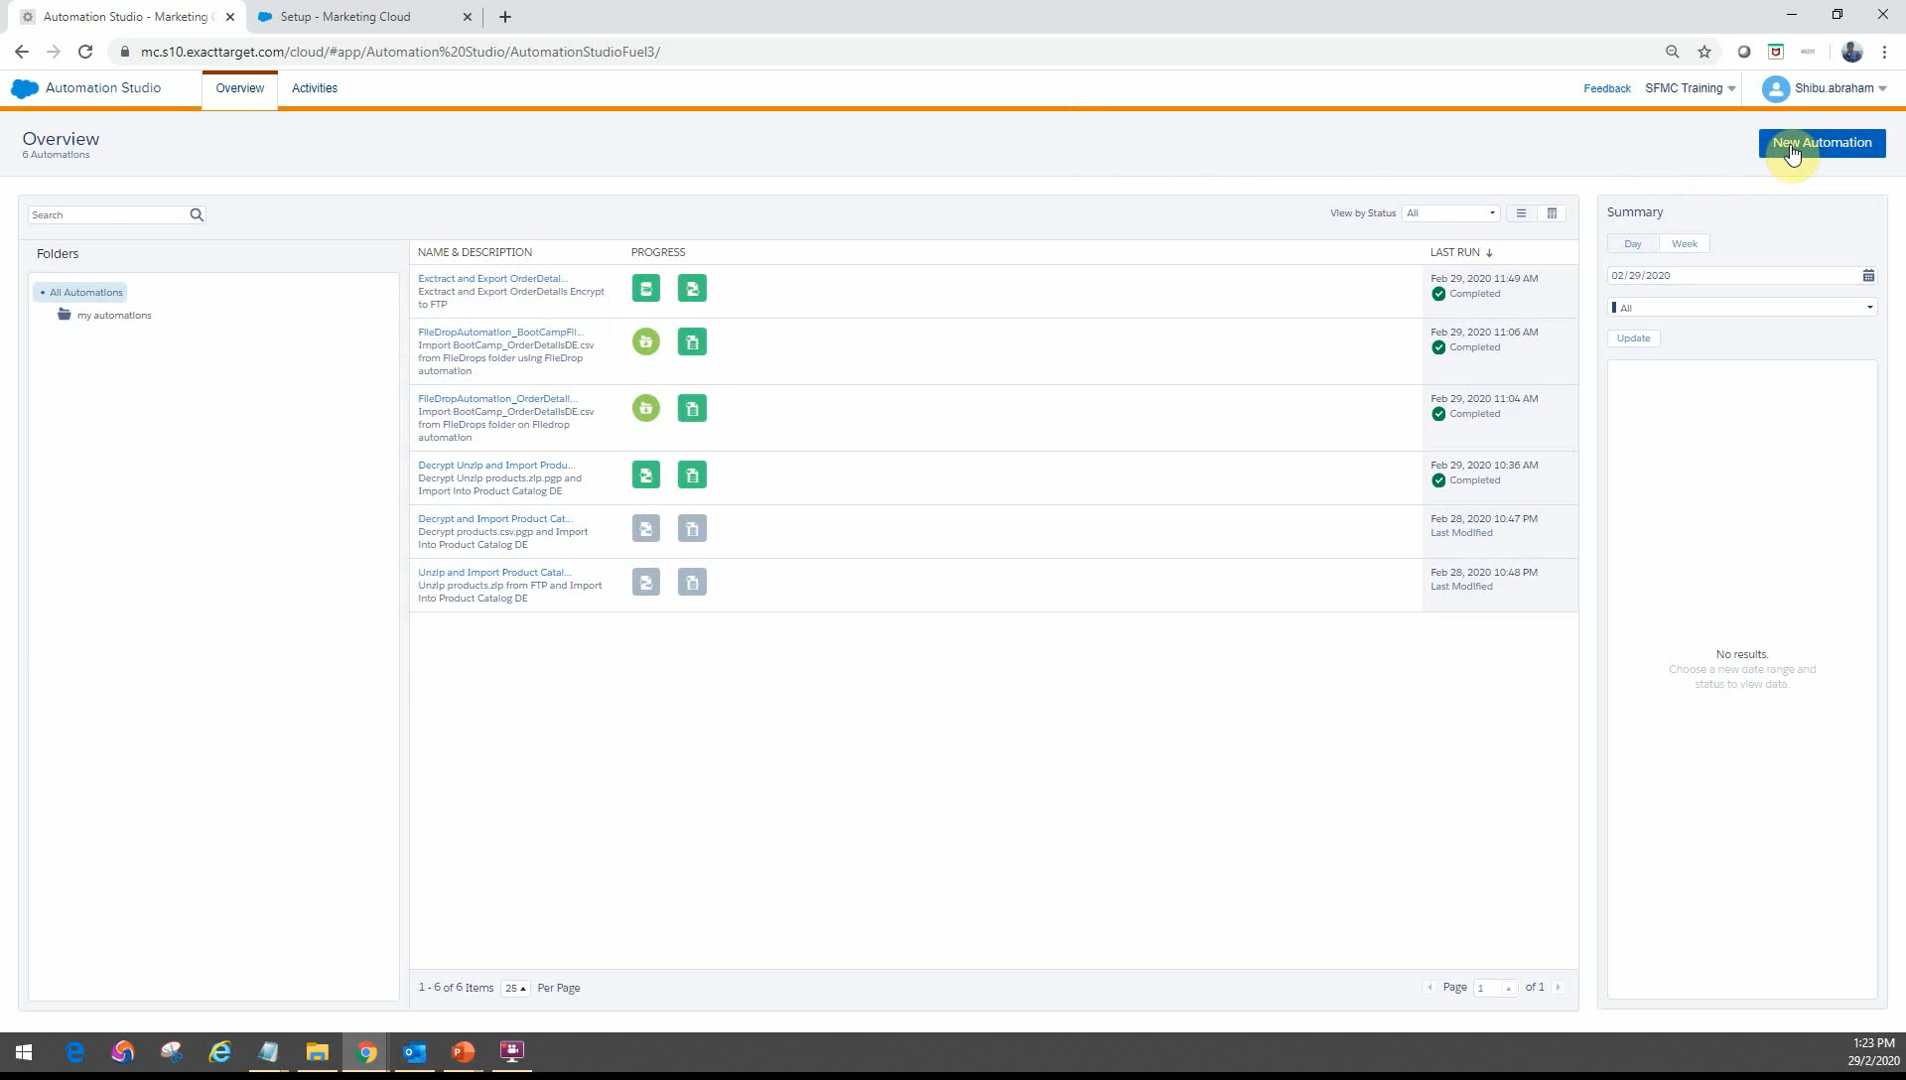 Automation Studio - Marketing C
Setup - Marketing Cloud
mc.s10.exacttarget.com/cloud/#app/Automation%20Studio/AutomationStudioFuel3/
Automation Studio
Overview
Activities
Feedback
SFMC Training
Shibu.abraham
Overview
6 Automations
New Automation
Search
View by Status
All
Folders
All Automations
my automations
NAME & DESCRIPTION
PROGRESS
LAST RUN
Exctract and Export OrderDetai...
Exctract and Export OrderDetails Encrypt
to FTP
Feb 29, 2020 11:49 AM
Completed
FileDropAutomation_BootCampFil...
Import BootCamp_OrderDetailsDE.csv
from FileDrops folder using FileDrop
automation
Feb 29, 2020 11:06 AM
Completed
FileDropAutomation_OrderDetail...
Import BootCamp_OrderDetailsDE.csv
from FileDrops folder on Filedrop
automation
Feb 29, 2020 11:04 AM
Completed
Decrypt Unzip and Import Produ...
Decrypt Unzip products.zip.pgp and
Import Into Product Catalog DE
Feb 29, 2020 10:36 AM
Completed
Decrypt and Import Product Cat...
Decrypt products.csv.pgp and Import
Into Product Catalog DE
Feb 28, 2020 10:47 PM
Last Modified
Unzip and Import Product Catal...
Unzip products.zip from FTP and Import
Into Product Catalog DE
Feb 28, 2020 10:48 PM
Last Modified
1 - 6 of 6 Items
25
Per Page
Page
1
of 1
Summary
Day
Week
02/29/2020
All
Update
No results.
Choose a new date range and
status to view data.
1:23 PM
29/2/2020